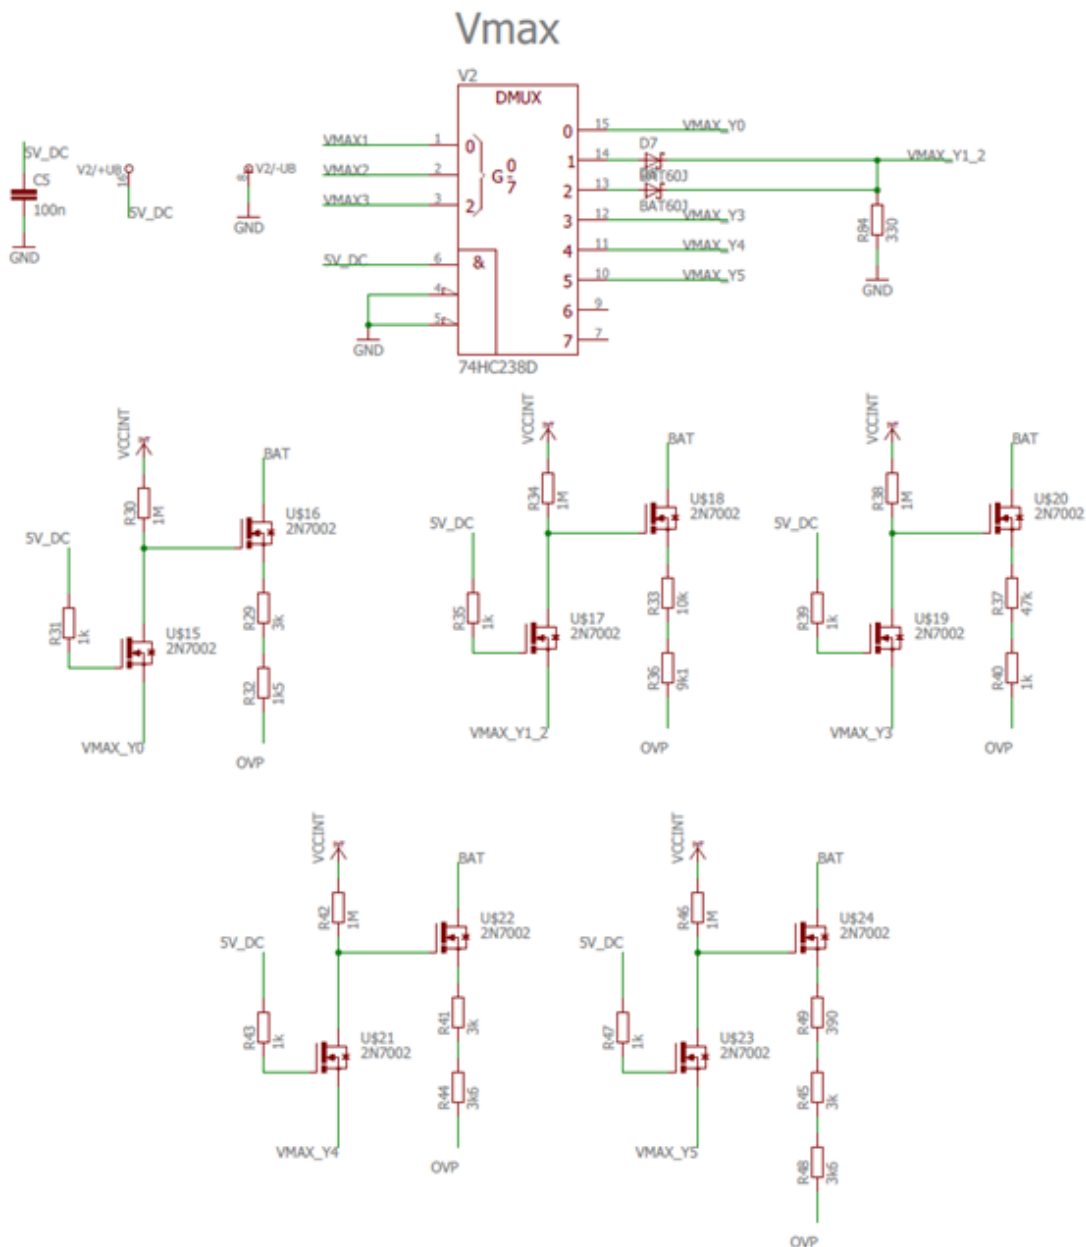 Vmax
V2
DMUX
VMAX1 1 0
VMAX2 2
VMAX3 3 2
G 0 7
5V_DC 6 &
4
5
GND
74HC238D
0 15 VMAX_Y0
1 14 D7 VMAX_Y1_2
BAT60J
2 13
BAT60J
3 12 VMAX_Y3
4 11 VMAX_Y4
5 10 VMAX_Y5
6 9
7 7
R84 330
GND
5V_DC
C5
100n
GND
V2/+UB
16
5V_DC
V2/-UB
8
GND
VCCINT
R30 1M
BAT
U$16
2N7002
5V_DC
R31 1k
U$15
2N7002
R29 3k
R32 1k5
VMAX_Y0
OVP
VCCINT
R34 1M
BAT
U$18
2N7002
5V_DC
R35 1k
U$17
2N7002
R33 10k
R36 9k1
VMAX_Y1_2
OVP
VCCINT
R38 1M
BAT
U$20
2N7002
5V_DC
R39 1k
U$19
2N7002
R37 47k
R40 1k
VMAX_Y3
OVP
VCCINT
R42 1M
BAT
U$22
2N7002
5V_DC
R43 1k
U$21
2N7002
R41 3k
R44 3k6
VMAX_Y4
OVP
VCCINT
R46 1M
BAT
U$24
2N7002
5V_DC
R47 1k
U$23
2N7002
R49 390
R45 3k
R48 3k6
VMAX_Y5
OVP